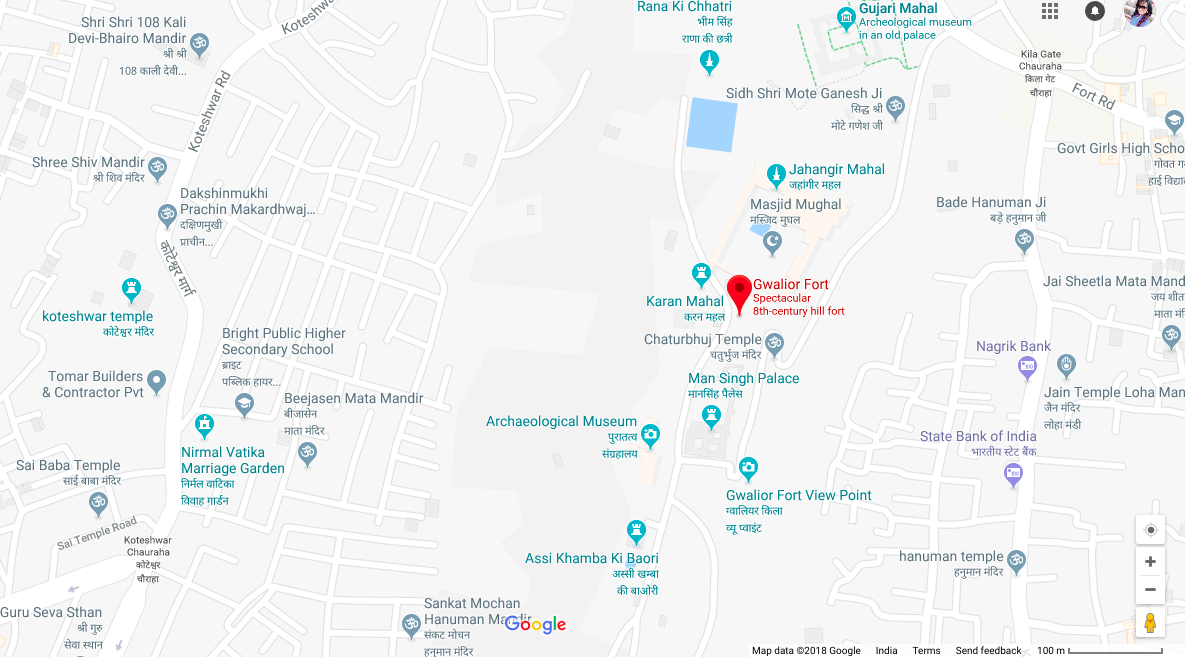 Rana Ki Chhatri
भीम सिंह
राणा की छत्री
Gujari Mahal
Archeological museum
in an old palace
Shri Shri 108 Kali
Devi-Bhairo Mandir
श्री श्री
108 काली देवी...
Koteshwar
Koteshwar Rd
Kila Gate
Chauraha
किला गेट
चौराहा
Fort Rd
Sidh Shri Mote Ganesh Ji
सिद्ध श्री
मोटे गणेश जी
Govt Girls High Scho
गोवत ग
हाई विद्या
Shree Shiv Mandir
श्री शिव मंदिर
Jahangir Mahal
जहांगीर महल
Dakshinmukhi
Prachin Makardhwaj...
दक्षिणमुखी
प्राचीन...
Masjid Mughal
मस्जिद मुघल
Bade Hanuman Ji
बड़े हनुमान जी
कोटेश्वर मार्ग
Jai Sheetla Mata Mand
जय शीत
माता मं
koteshwar temple
कोटेश्वर मंदिर
Karan Mahal
करन महल
Gwalior Fort
Spectacular
8th-century hill fort
Bright Public Higher
Secondary School
ब्राइट
पब्लिक हायर...
Chaturbhuj Temple
चतुर्भुज मंदिर
Nagrik Bank
Tomar Builders
& Contractor Pvt
Man Singh Palace
मानसिंह पैलेस
Jain Temple Loha Man
जैन मंदिर
लोहा मंडी
Beejasen Mata Mandir
बीजासेन
माता मंदिर
Archaeological Museum
पुरातत्व
संग्रहालय
State Bank of India
भारतीय स्टेट बैंक
Nirmal Vatika
Marriage Garden
निर्मल वाटिका
विवाह गार्डन
Sai Baba Temple
साई बाबा मंदिर
Gwalior Fort View Point
ग्वालियर किला
व्यू प्वाइंट
Sai Temple Road
Koteshwar
Chauraha
कोटेश्वर
चौराहा
Assi Khamba Ki Baori
अस्सी खम्बा
की बाओरी
hanuman temple
हनुमान मंदिर
Guru Seva Sthan
श्री गुरु
सेवा स्थान
Sankat Mochan
Hanuman Mandir
संकट मोचन
हनुमान मंदिर
Google
Map data ©2018 Google India Terms Send feedback 100 m